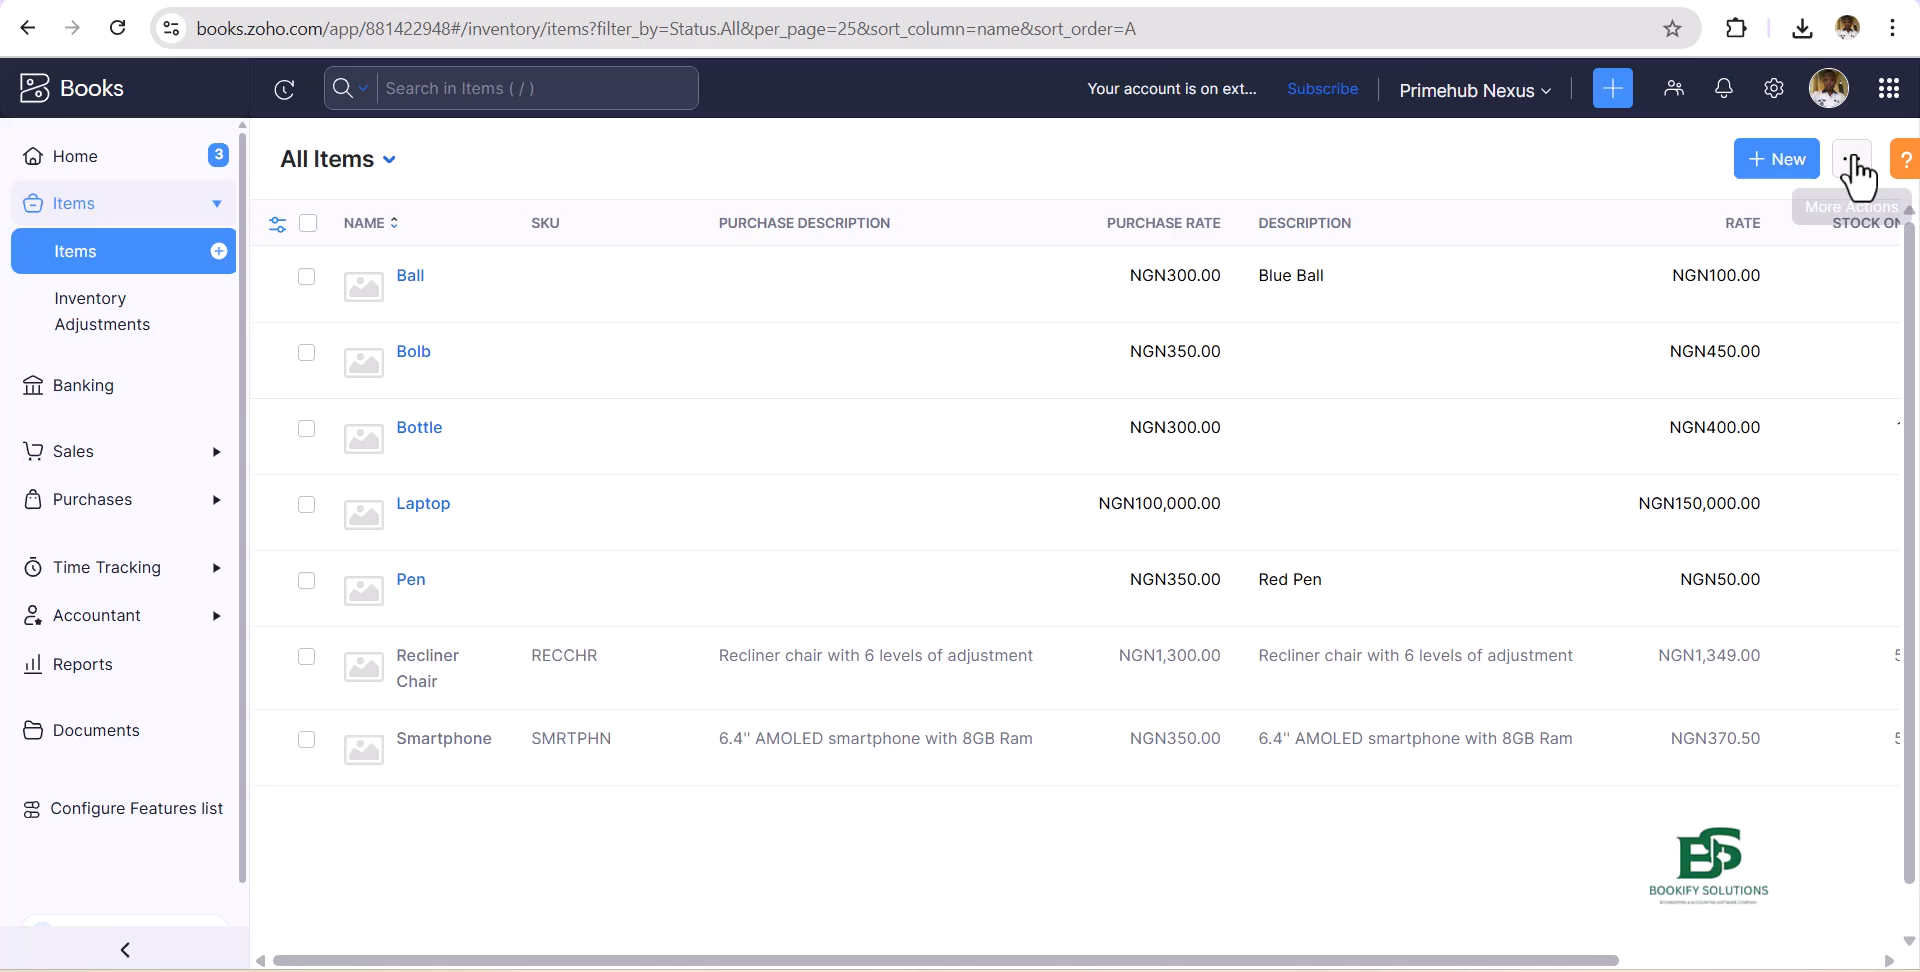 books.zoho.com/app/881422948#/inventory/items?filter_by=Status.All&per_page=25&sort_column=name&sort_order=A
Books
Search in Items ( / )
Your account is on ext...
Subscribe
Primehub Nexus
Home
3
Items
Items
Inventory
Adjustments
Banking
Sales
Purchases
Time Tracking
Accountant
Reports
Documents
Configure Features list
All Items
+ New
?
More Actions
NAME SKU PURCHASE DESCRIPTION PURCHASE RATE DESCRIPTION RATE STOCK ON
Ball NGN300.00 Blue Ball NGN100.00
Bolb NGN350.00 NGN450.00
Bottle NGN300.00 NGN400.00
Laptop NGN100,000.00 NGN150,000.00
Pen NGN350.00 Red Pen NGN50.00
Recliner RECCHR Recliner chair with 6 levels of adjustment NGN1,300.00 Recliner chair with 6 levels of adjustment NGN1,349.00 5
Chair
Smartphone SMRTPHN 6.4" AMOLED smartphone with 8GB Ram NGN350.00 6.4" AMOLED smartphone with 8GB Ram NGN370.50 5
BS
BOOKIFY SOLUTIONS